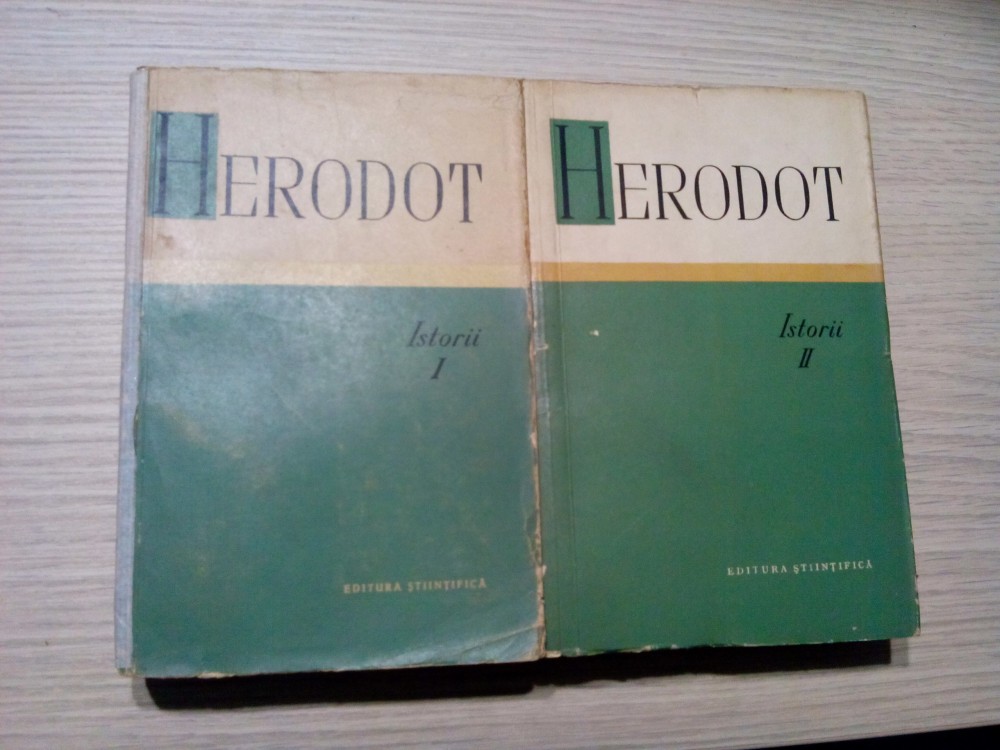 HERODOT
Istorii
I
EDITURA ŞTIINŢIFICĂ
HERODOT
Istorii
II
EDITURA ŞTIINŢIFICĂ